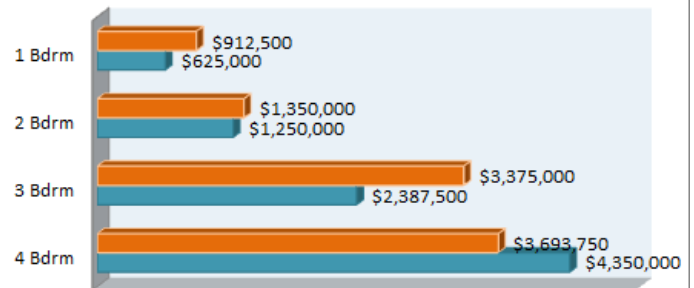 1 Bdrm
$912,500
$625,000
2 Bdrm
$1,350,000
$1,250,000
3 Bdrm
$3,375,000
$2,387,500
4 Bdrm
$3,693,750
$4,350,000